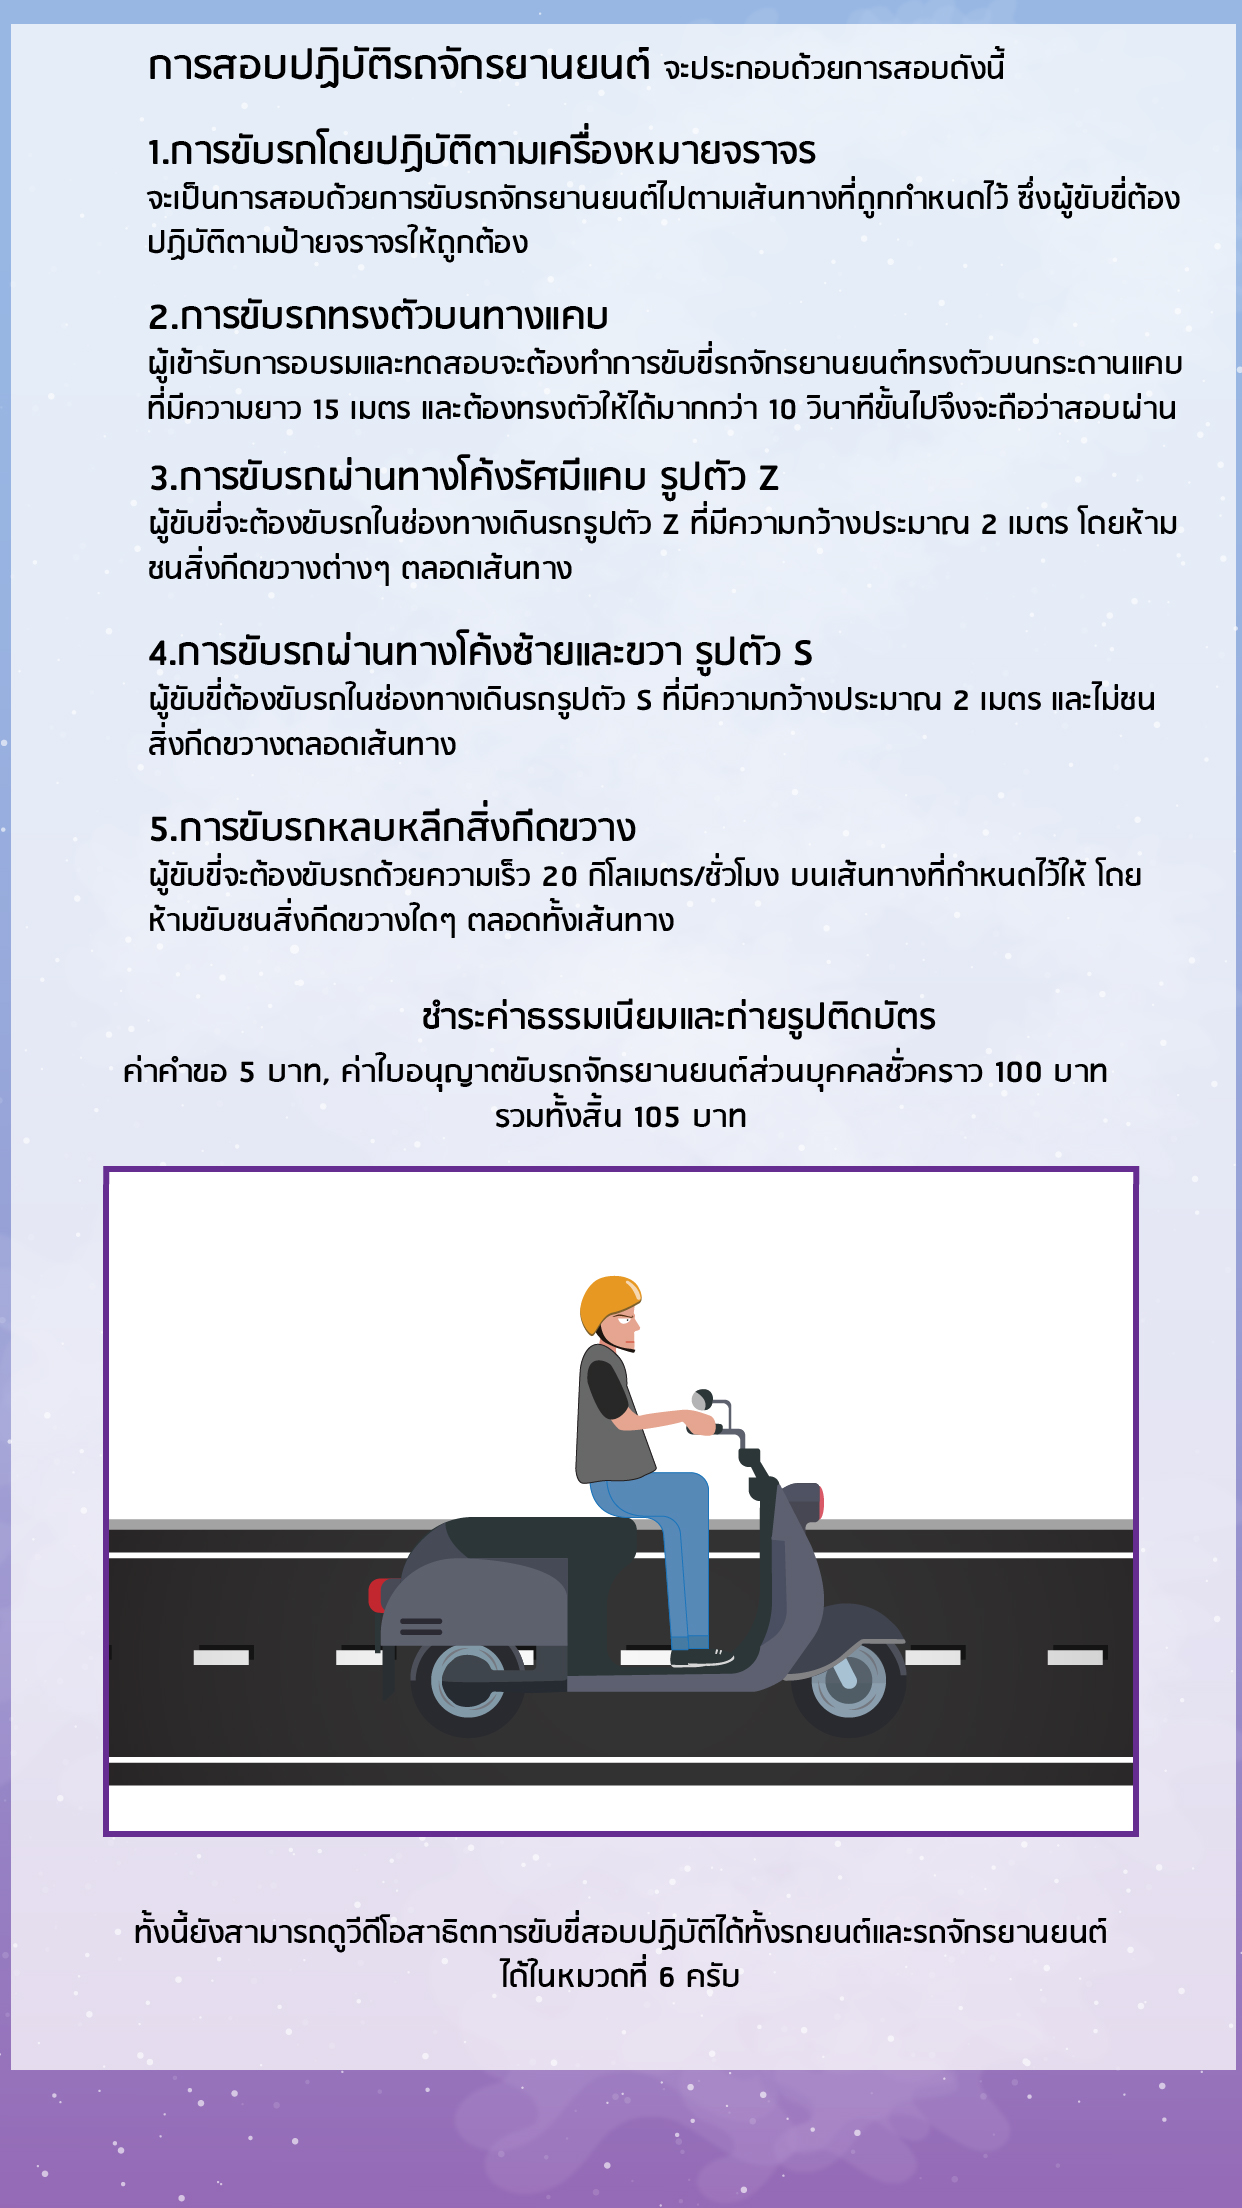 การสอบปฏิบัติรถจักรยานยนต์ จะประกอบด้วยการสอบดังนี้
1.การขับรถโดยปฏิบัติตามเครื่องหมายจราจร
จะเป็นการสอบด้วยการขับรถจักรยานยนต์ไปตามเส้นทางที่ถูกกำหนดไว้ ซึ่งผู้ขับขี่ต้อง
ปฏิบัติตามป้ายจราจรให้ถูกต้อง
2.การขับรถทรงตัวบนทางแคบ
ผู้เข้ารับการอบรมและทดสอบจะต้องทำการขับขี่รถจักรยานยนต์ทรงตัวบนกระดานแคบ
ที่มีความยาว 15 เมตร และต้องทรงตัวให้ได้มากกว่า 10 วินาทีขั้นไปจึงจะถือว่าสอบผ่าน
3.การขับรถผ่านทางโค้งรัศมีแคบ รูปตัว Z
ผู้ขับขี่จะต้องขับรถในช่องทางเดินรถรูปตัว Z ที่มีความกว้างประมาณ 2 เมตร โดยห้าม
ชนสิ่งกีดขวางต่างๆ ตลอดเส้นทาง
4.การขับรถผ่านทางโค้งซ้ายและขวา รูปตัว S
ผู้ขับขี่ต้องขับรถในช่องทางเดินรถรูปตัว S ที่มีความกว้างประมาณ 2 เมตร และไม่ชน
สิ่งกีดขวางตลอดเส้นทาง
5.การขับรถหลบหลีกสิ่งกีดขวาง
ผู้ขับขี่จะต้องขับรถด้วยความเร็ว 20 กิโลเมตร/ชั่วโมง บนเส้นทางที่กำหนดไว้ให้ โดย
ห้ามขับชนสิ่งกีดขวางใดๆ ตลอดทั้งเส้นทาง
ชำระค่าธรรมเนียมและถ่ายรูปติดบัตร
ค่าคำขอ 5 บาท, ค่าใบอนุญาตขับรถจักรยานยนต์ส่วนบุคคลชั่วคราว 100 บาท
รวมทั้งสิ้น 105 บาท
ทั้งนี้ยังสามารถดูวีดีโอสาธิตการขับขี่สอบปฏิบัติได้ทั้งรถยนต์และรถจักรยานยนต์
ได้ในหมวดที่ 6 ครับ